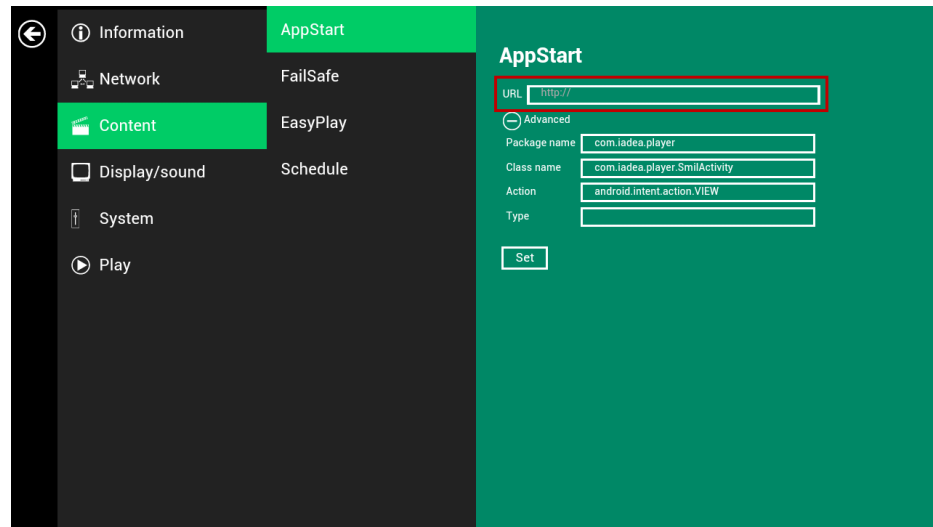 Information
Network
Content
Display/sound
System
Play
AppStart
FailSafe
EasyPlay
Schedule
AppStart
URL http://
Advanced
Package name com.iadea.player
Class name com.iadea.player.SmilActivity
Action android.intent.action.VIEW
Type
Set